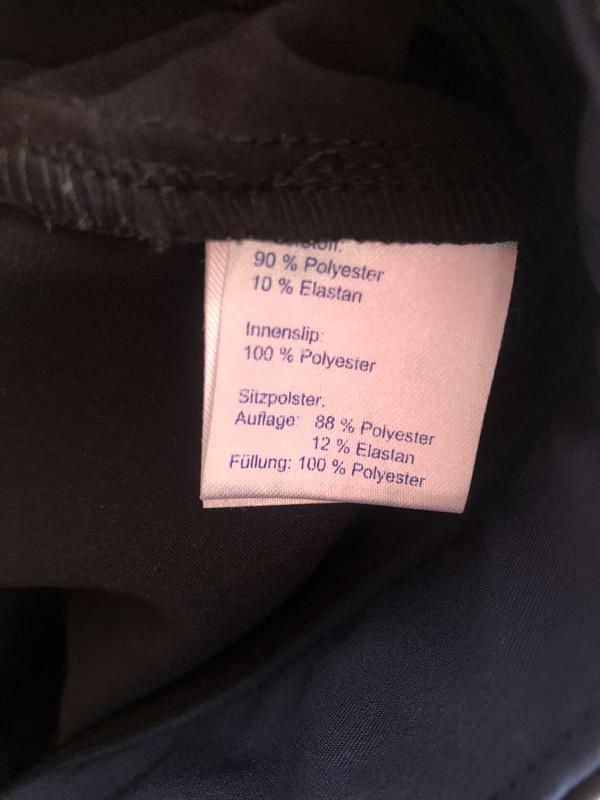 90 % Polyester
10 % Elastan
Innenslip:
100 % Polyester
Sitzpolster.
Auflage: 88 % Polyester
12 % Elastan
Füllung: 100 % Polyester